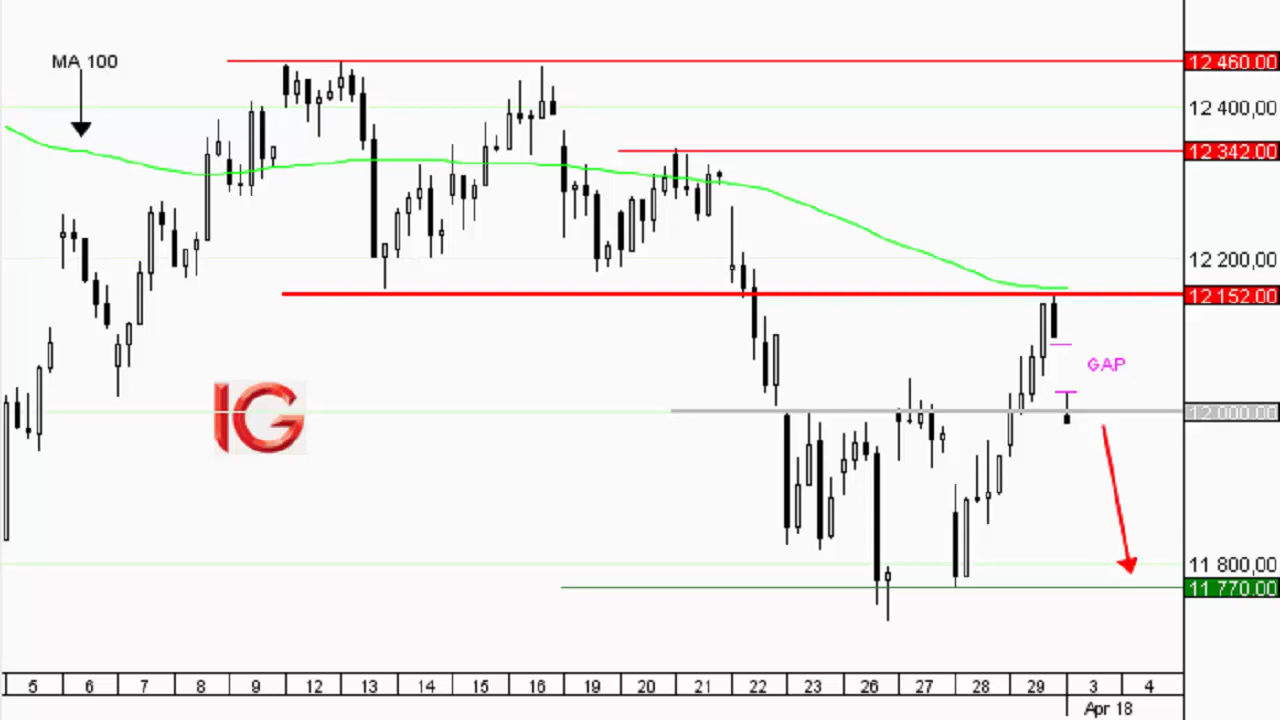 MA 100
12 460.00
12 400,00
12 342.00
12 200,00
12 152.00
GAP
12 000.00
IG
11 800,00
11 770.00
5 6 7 8 9 12 13 14 15 16 19 20 21 22 23 26 27 28 29 3 4
Apr 18